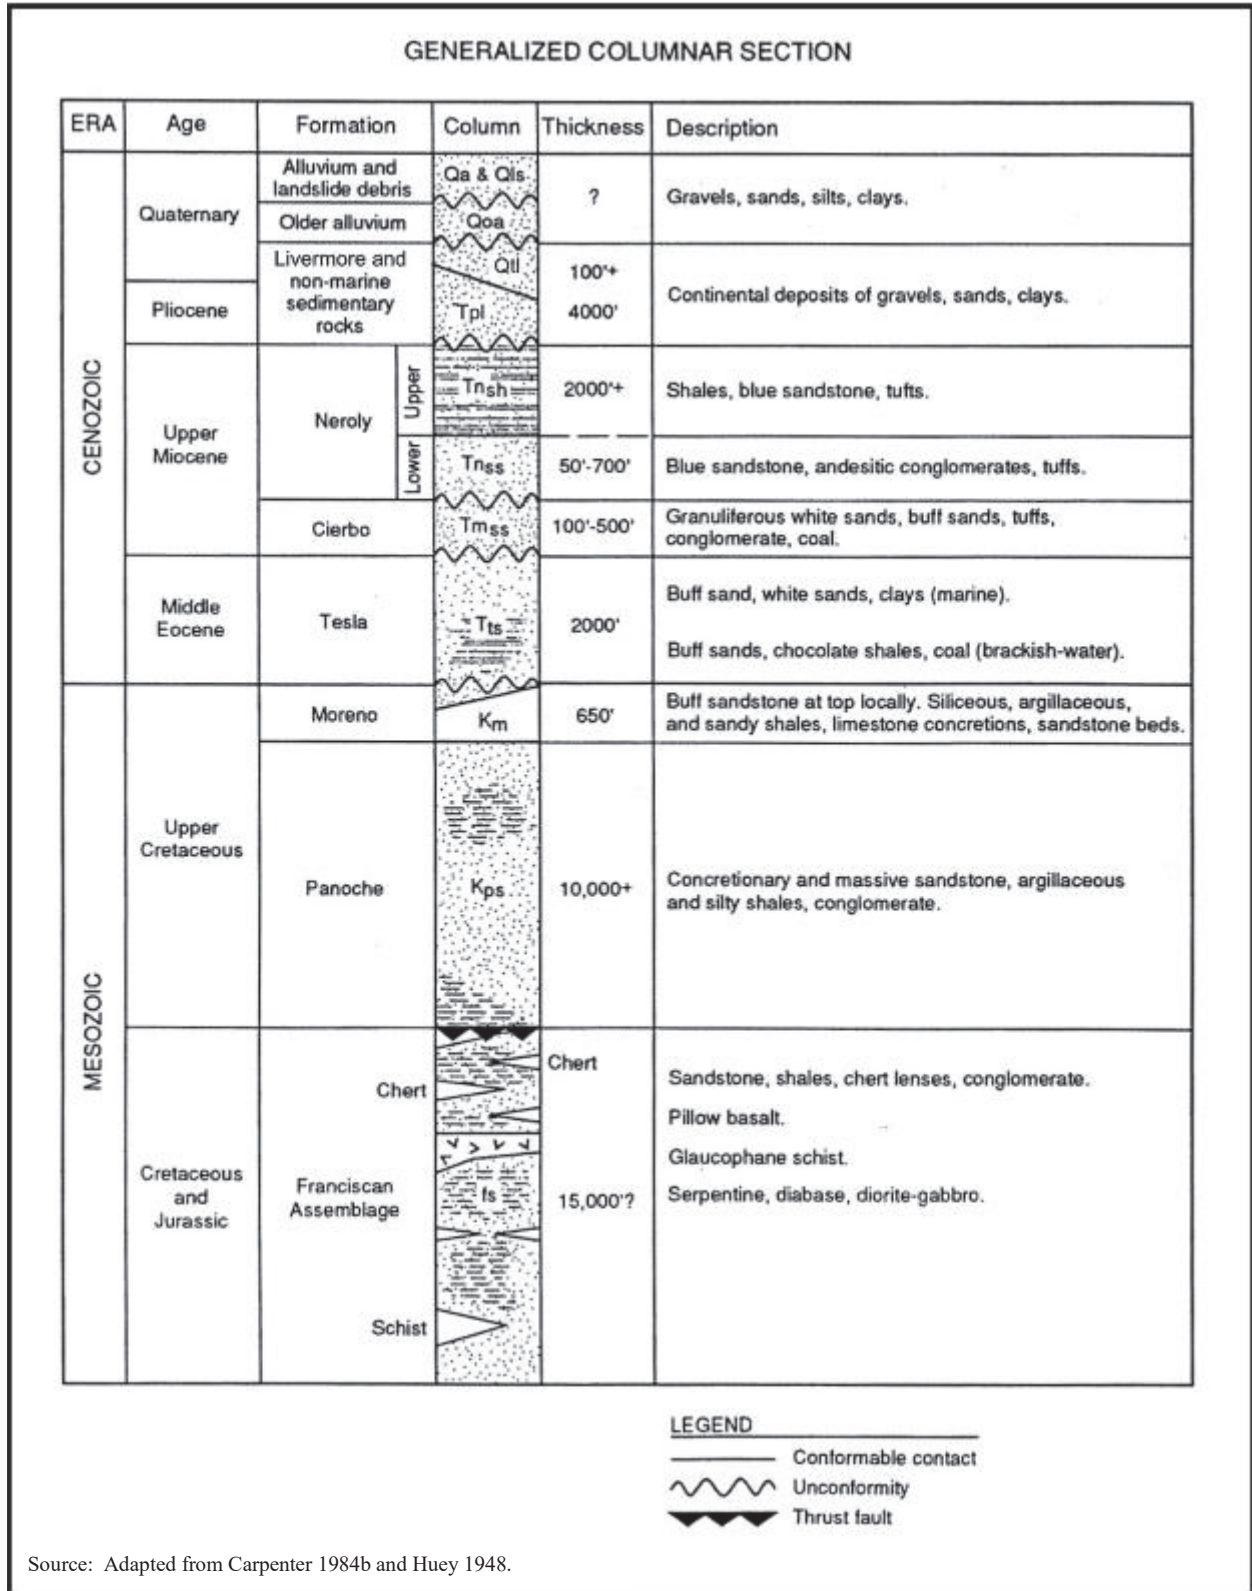 GENERALIZED COLUMNAR SECTION
ERA
Age
Formation
Column
Thickness
Description
CENOZOIC
Quaternary
Alluvium and
landslide debris
Qa & Qls
?
Gravels, sands, silts, clays.
Older alluvium
Qoa
Livermore and
non-marine
sedimentary
rocks
Qtl
100'+
Continental deposits of gravels, sands, clays.
Pliocene
Tpl
4000'
Upper
Miocene
Neroly
Upper
Tnsh
2000'+
Shales, blue sandstone, tufts.
Lower
Tnss
50'-700'
Blue sandstone, andesitic conglomerates, tuffs.
Cierbo
Tmss
100'-500'
Granuliferous white sands, buff sands, tuffs,
conglomerate, coal.
Middle
Eocene
Tesla
Tts
2000'
Buff sand, white sands, clays (marine).
Buff sands, chocolate shales, coal (brackish-water).
MESOZOIC
Upper
Cretaceous
Moreno
Km
650'
Buff sandstone at top locally. Siliceous, argillaceous,
and sandy shales, limestone concretions, sandstone beds.
Panoche
Kps
10,000+
Concretionary and massive sandstone, argillaceous
and silty shales, conglomerate.
Cretaceous
and
Jurassic
Franciscan
Assemblage
Chert
Chert
fs
Schist
15,000'?
Sandstone, shales, chert lenses, conglomerate.
Pillow basalt.
Glaucophane schist.
Serpentine, diabase, diorite-gabbro.
LEGEND
Conformable contact
Unconformity
Thrust fault
Source: Adapted from Carpenter 1984b and Huey 1948.